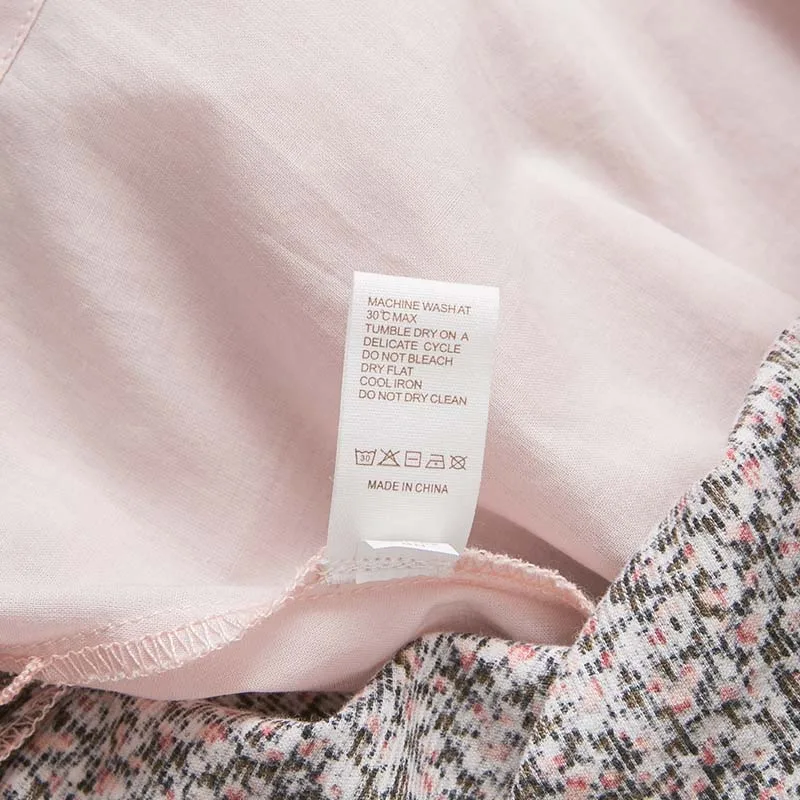 MACHINE WASH AT
30℃ MAX
TUMBLE DRY ON A
DELICATE CYCLE
DO NOT BLEACH
DRY FLAT
COOL IRON
DO NOT DRY CLEAN
30
MADE IN CHINA